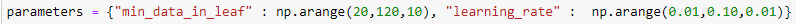 parameters = {"min_data_in_leaf" : np.arange(20,120,10), "learning_rate" :  np.arange(0.01,0.10,0.01)}